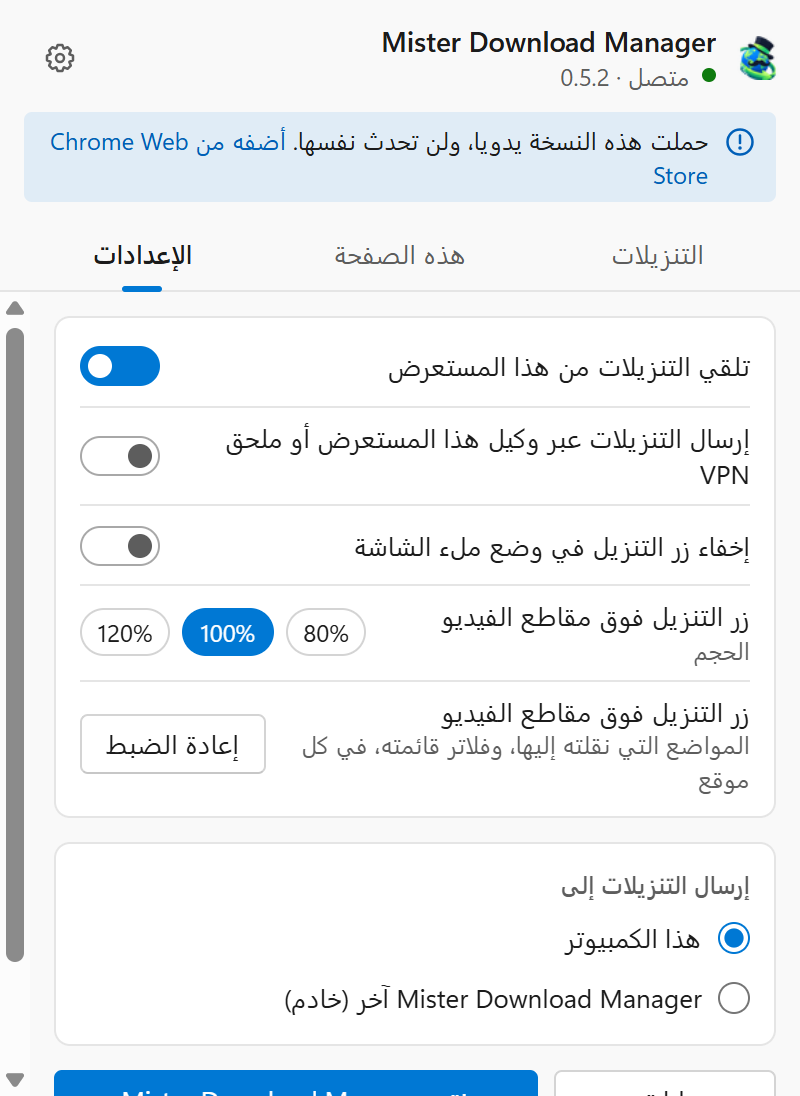 Mister Download Manager
متصل · 0.5.2
حملت هذه النسخة يدويا، ولن تحدث نفسها. أضفه من Chrome Web
Store
التنزيلات
هذه الصفحة
الإعدادات
تلقي التنزيلات من هذا المستعرض
إرسال التنزيلات عبر وكيل هذا المستعرض أو ملحق
VPN
إخفاء زر التنزيل في وضع ملء الشاشة
زر التنزيل فوق مقاطع الفيديو
الحجم
80%
100%
120%
زر التنزيل فوق مقاطع الفيديو
المواضع التي نقلته إليها، وفلاتر قائمته، في كل
موقع
إعادة الضبط
إرسال التنزيلات إلى
هذا الكمبيوتر
Mister Download Manager آخر (خادم)